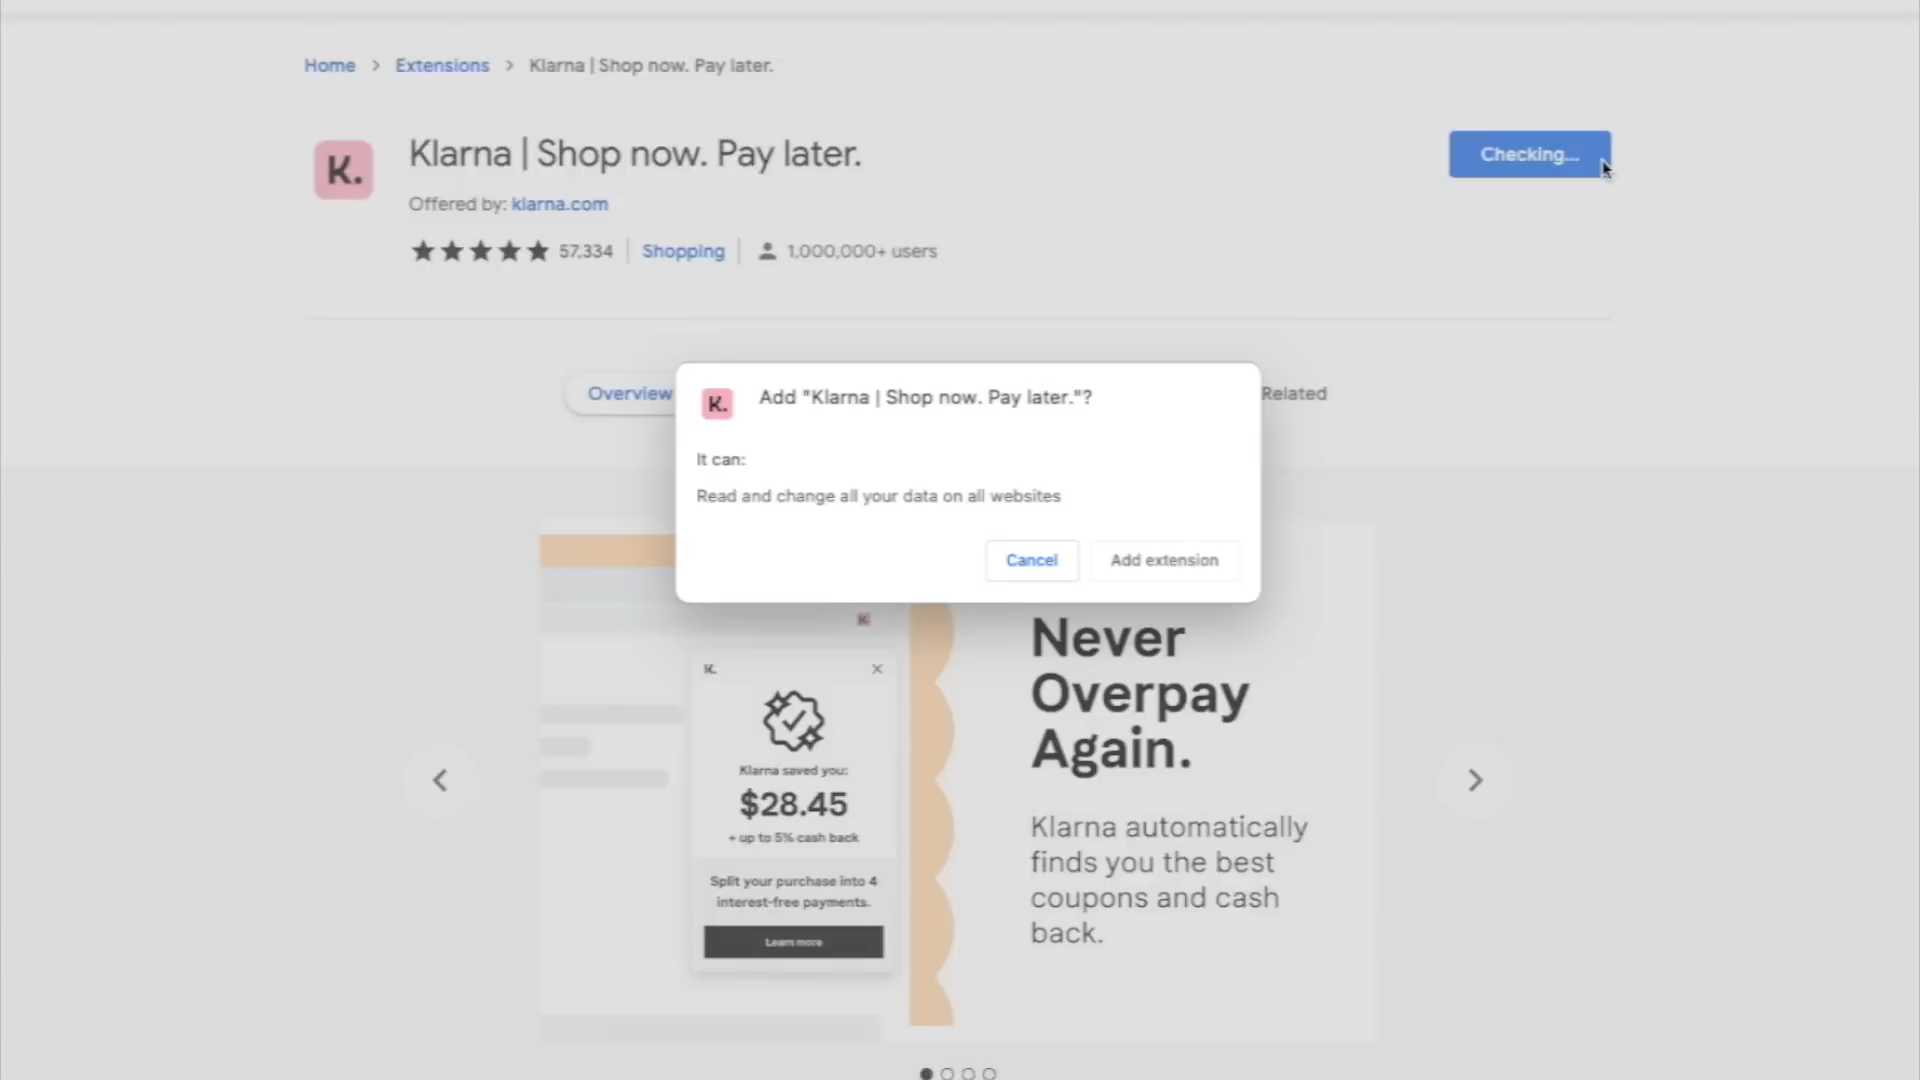 Home > Extensions > Klarna | Shop now. Pay later.
K.
Klarna | Shop now. Pay later.
Checking...
Offered by: klarna.com
57,334 | Shopping | 1,000,000+ users
Overview
Related
K.
Add "Klarna | Shop now. Pay later."?
It can:
Read and change all your data on all websites
Cancel
Add extension
K.
K.
Klarna saved you:
$28.45
+ up to 5% cash back
Split your purchase into 4
interest-free payments.
Learn more
Never
Overpay
Again.
Klarna automatically
finds you the best
coupons and cash
back.